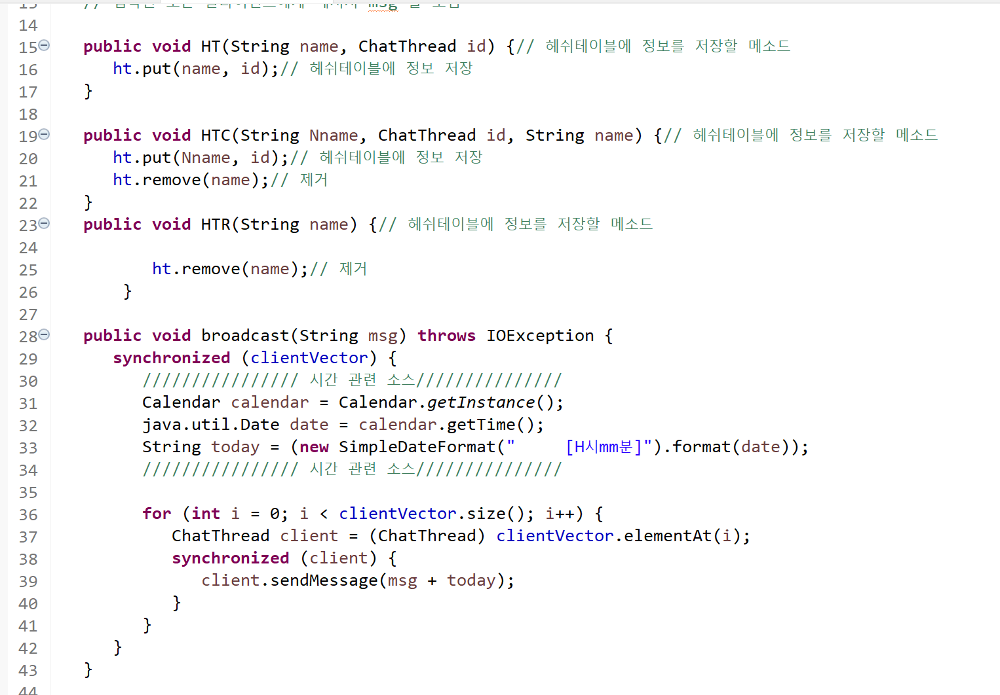 msg
14
15 public void HT(String name, ChatThread id) {// 헤쉬테이블에 정보를 저장할 메소드
16 ht.put(name, id);// 헤쉬테이블에 정보 저장
17 }
18
19 public void HTC(String Nname, ChatThread id, String name) {// 헤쉬테이블에 정보를 저장할 메소드
20 ht.put(Nname, id);// 헤쉬테이블에 정보 저장
21 ht.remove(name);// 제거
22 }
23 public void HTR(String name) {// 헤쉬테이블에 정보를 저장할 메소드
24
25 ht.remove(name);// 제거
26 }
27
28 public void broadcast(String msg) throws IOException {
29 synchronized (clientVector) {
30 //////////////// 시간 관련 소스///////////////
31 Calendar calendar = Calendar.getInstance();
32 java.util.Date date = calendar.getTime();
33 String today = (new SimpleDateFormat("     [H시mm분]").format(date));
34 //////////////// 시간 관련 소스///////////////
35
36 for (int i = 0; i < clientVector.size(); i++) {
37 ChatThread client = (ChatThread) clientVector.elementAt(i);
38 synchronized (client) {
39 client.sendMessage(msg + today);
40 }
41 }
42 }
43 }
44